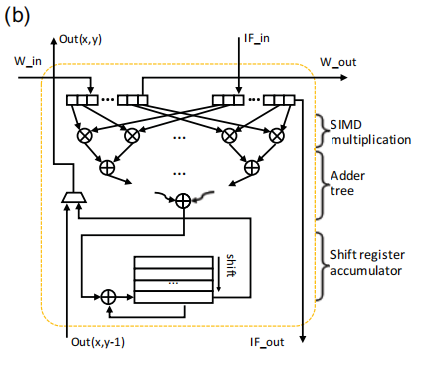 (b)
Out(x,y)
IF_in
W_in
W_out
...
...
SIMD
multiplication
...
Adder
tree
...
shift
Shift register
accumulator
...
Out(x,y-1)
IF_out